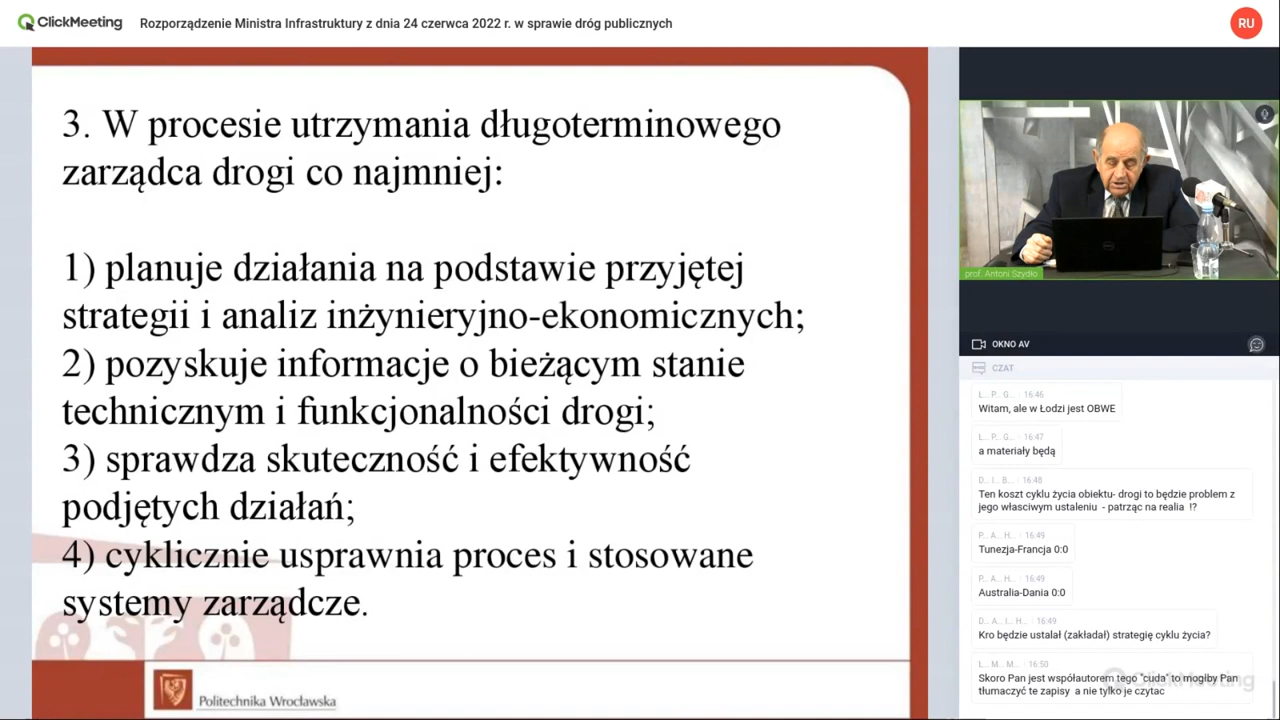 ClickMeeting
Rozporządzenie Ministra Infrastruktury z dnia 24 czerwca 2022 r. w sprawie dróg publicznych
RU
3. W procesie utrzymania długoterminowego
zarządca drogi co najmniej:
1) planuje działania na podstawie przyjętej
strategii i analiz inżynieryjno-ekonomicznych;
2) pozyskuje informacje o bieżącym stanie
technicznym i funkcjonalności drogi;
3) sprawdza skuteczność i efektywność
podjętych działań;
4) cyklicznie usprawnia proces i stosowane
systemy zarządcze.
Politechnika Wrocławska
prof. Antoni Szydło
OKNO AV
CZAT
Ł... P... G... 16:46
Witam, ale w Łodzi jest OBWE
Ł... P... G... 16:47
a materiały będą
D... I... B... 16:48
Ten koszt cyklu życia obiektu- drogi to będzie problem z
jego właściwym ustaleniu - patrząc na realia !?
P... A... H... 16:49
Tunezja-Francja 0:0
P... A... H... 16:49
Australia-Dania 0:0
D... A... I... H... 16:49
Kro będzie ustalał (zakładał) strategię cyklu życia?
Ł... M... M... 16:50
Skoro Pan jest współautorem tego "cuda" to mógłby Pan
tłumaczyć te zapisy a nie tylko je czytac
ClickMeeting